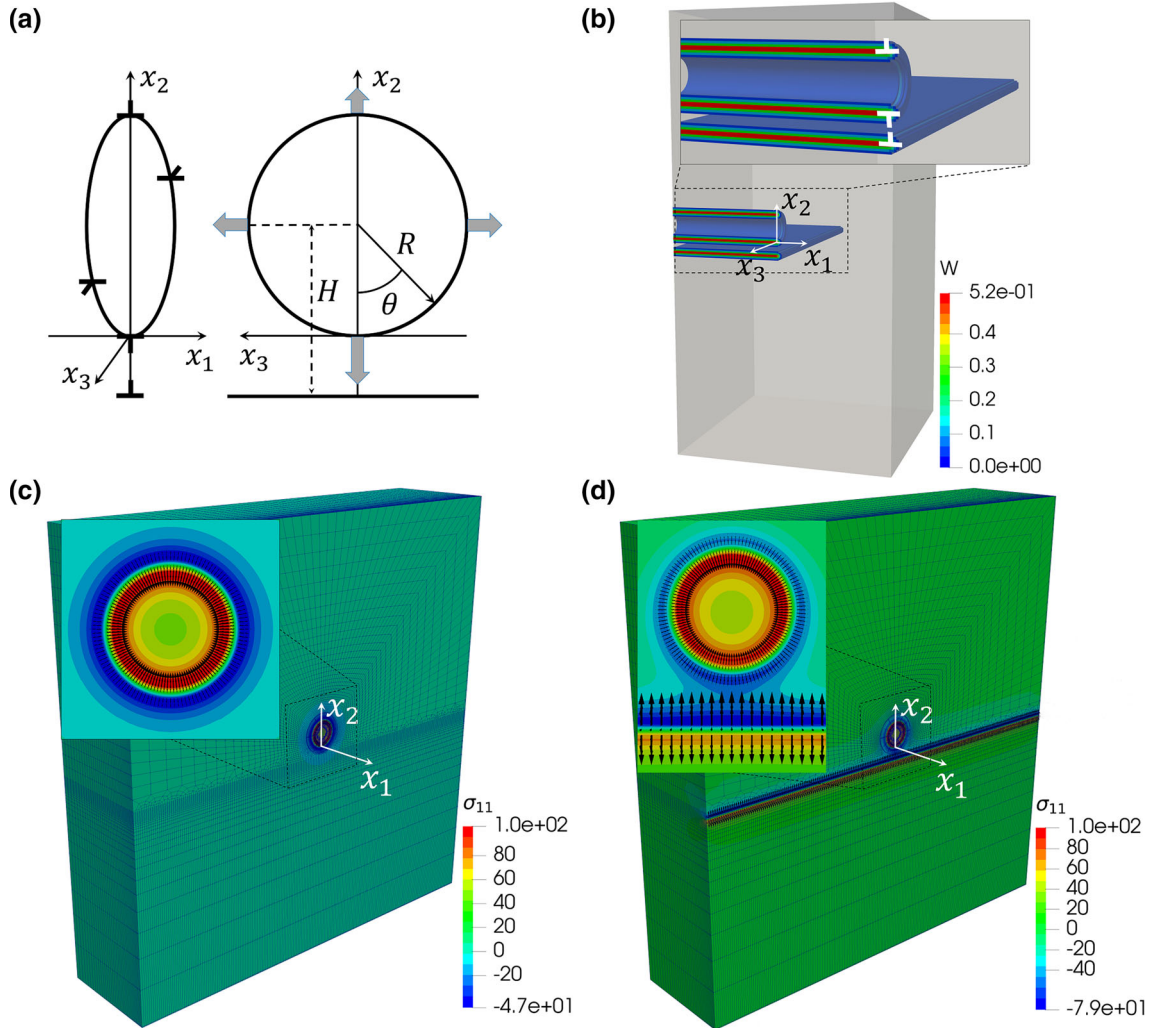 (a)
x₂
x₂
R
H
θ
x₁
x₃
x₃
(b)
x₂
x₃
x₁
W
5.2e-01
0.4
0.3
0.2
0.1
0.0e+00
(c)
x₂
x₁
σ₁₁
1.0e+02
80
60
40
20
0
-20
-4.7e+01
(d)
x₂
x₁
σ₁₁
1.0e+02
80
60
40
20
0
-20
-40
-7.9e+01